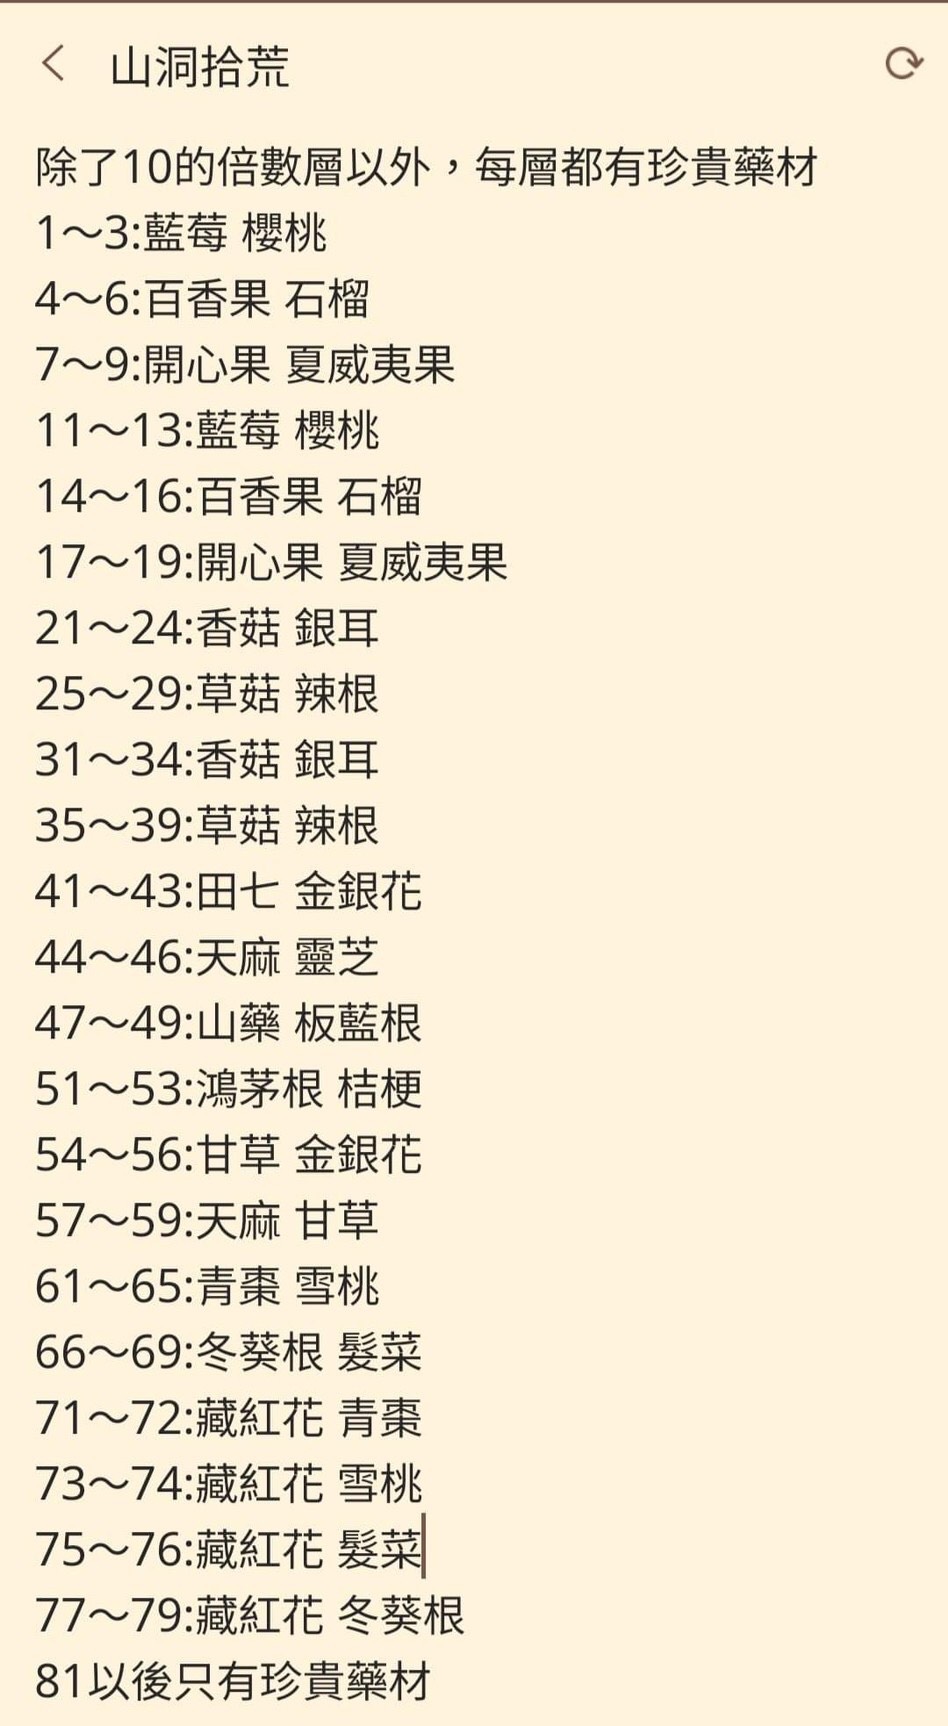 山洞拾荒
除了10的倍數層以外，每層都有珍貴藥材
1～3:藍莓 櫻桃
4～6:百香果 石榴
7～9:開心果 夏威夷果
11～13:藍莓 櫻桃
14～16:百香果 石榴
17～19:開心果 夏威夷果
21～24:香菇 銀耳
25～29:草菇 辣根
31～34:香菇 銀耳
35～39:草菇 辣根
41～43:田七 金銀花
44～46:天麻 靈芝
47～49:山藥 板藍根
51～53:鴻茅根 桔梗
54～56:甘草 金銀花
57～59:天麻 甘草
61～65:青棗 雪桃
66～69:冬葵根 髮菜
71～72:藏紅花 青棗
73～74:藏紅花 雪桃
75～76:藏紅花 髮菜
77～79:藏紅花 冬葵根
81以後只有珍貴藥材